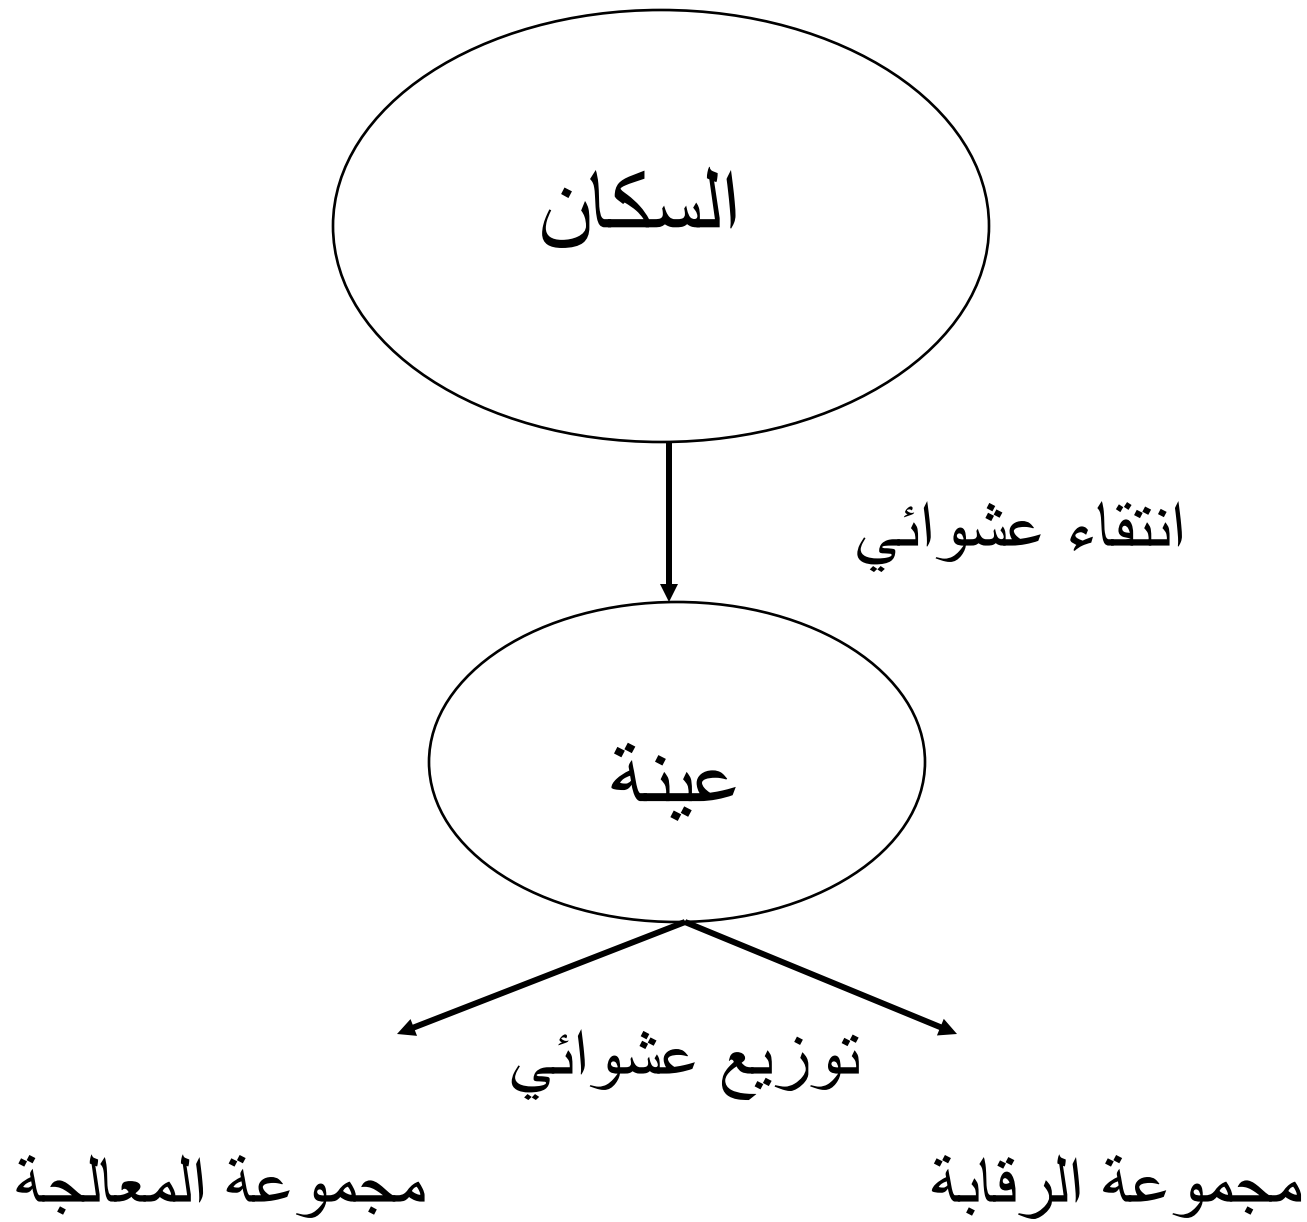 السكان
انتقاء عشوائي
عينة
توزيع عشوائي
مجموعة الرقابة
مجموعة المعالجة